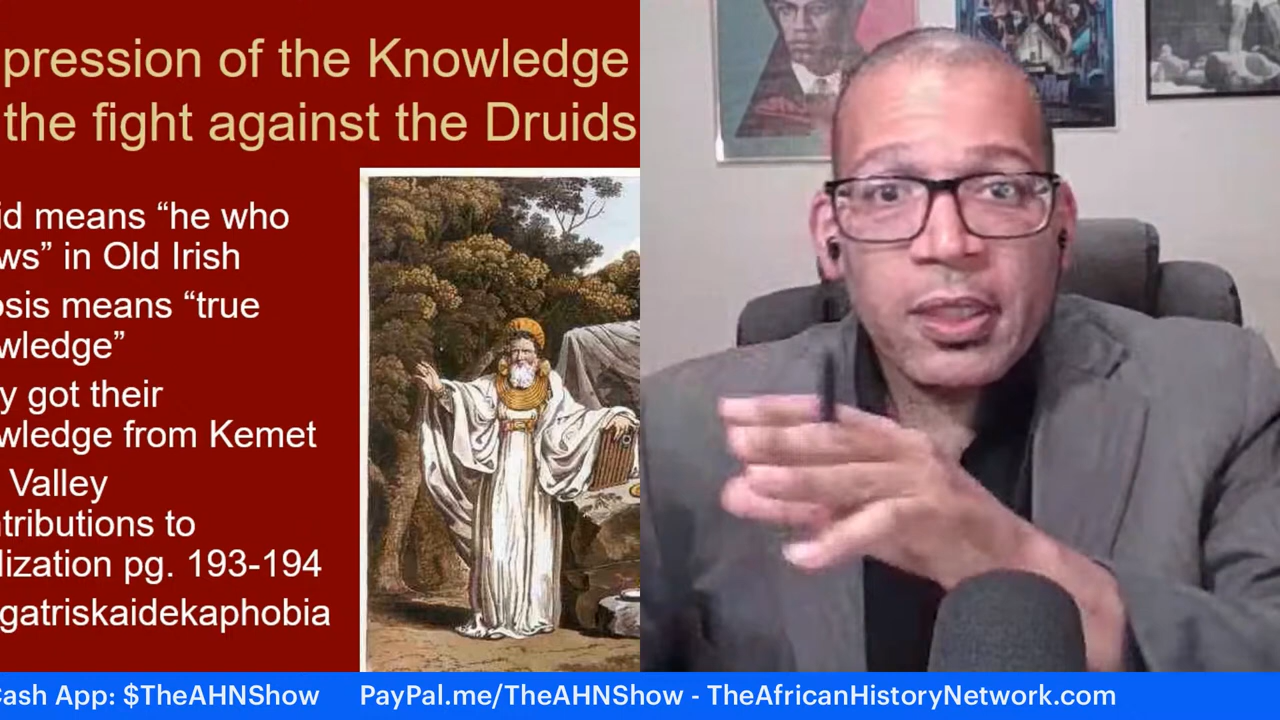 pression of the Knowledge
the fight against the Druids
id means “he who
ws” in Old Irish
osis means “true
wledge”
y got their
wledge from Kemet
Valley
tributions to
lization pg. 193-194
gatriskaidekaphobia
Cash App: $TheAHNShow PayPal.me/TheAHNShow - TheAfricanHistoryNetwork.com